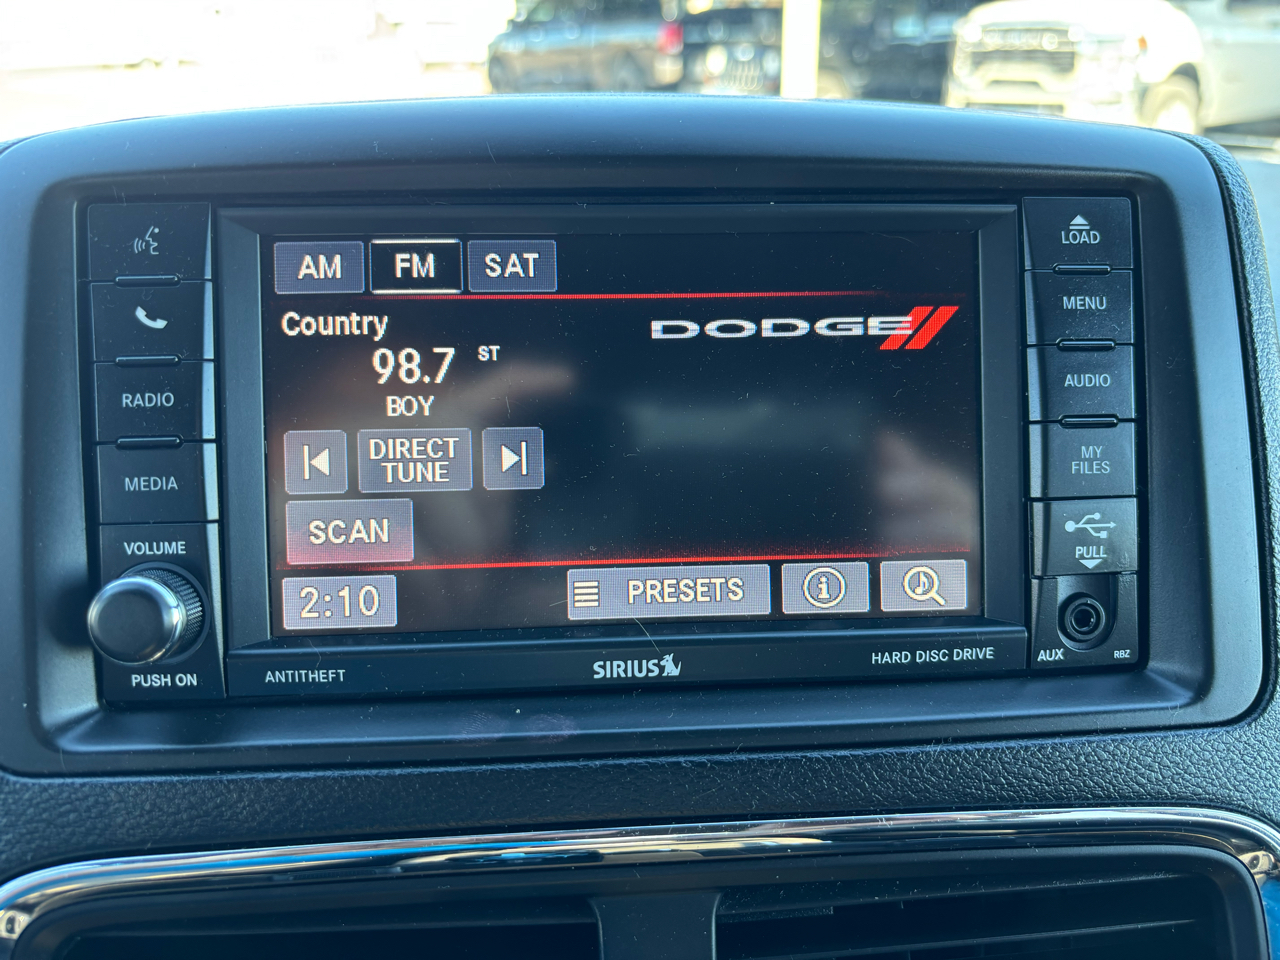 AM FM SAT
Country
DODGE
98.7 ST
BOY
DIRECT
TUNE
SCAN
2:10 PRESETS
RADIO
MEDIA
VOLUME
PUSH ON
LOAD
MENU
AUDIO
MY
FILES
PULL
AUX RBZ
ANTITHEFT SIRIUS HARD DISC DRIVE